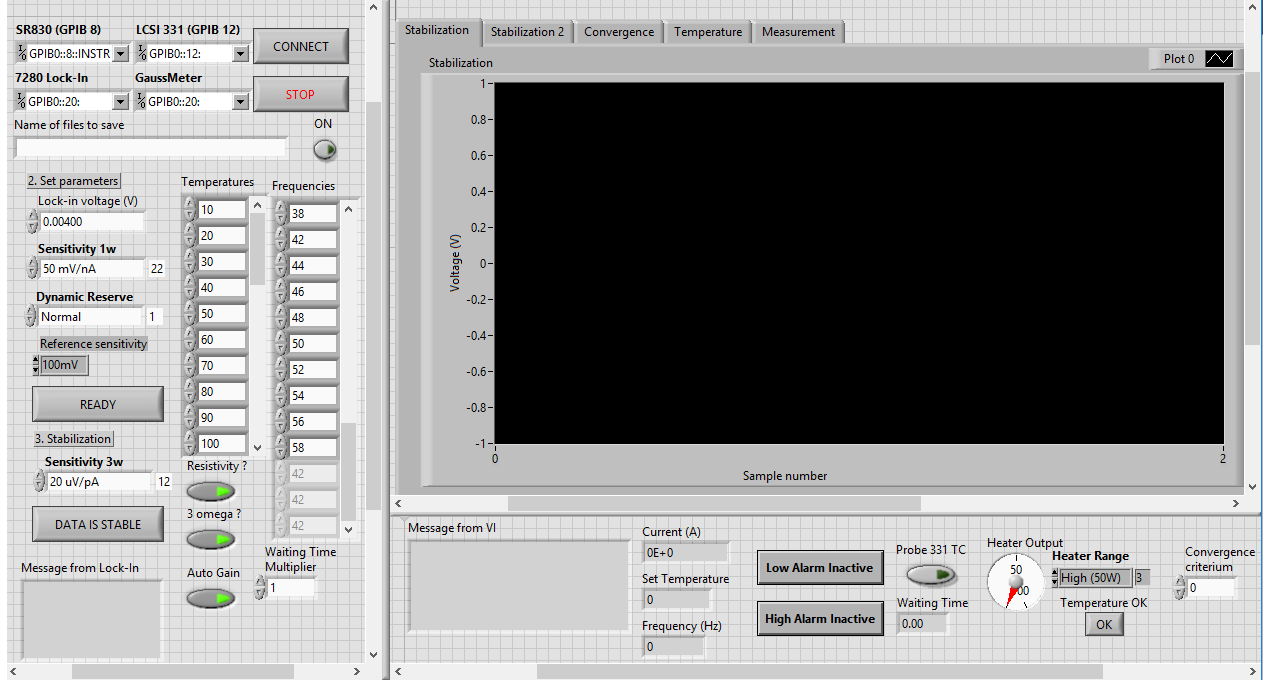 SR830 (GPIB 8) LCSI 331 (GPIB 12)
GPIB0::8::INSTR GPIB0::12: CONNECT
7280 Lock-In GaussMeter
GPIB0::20: GPIB0::20: STOP
Name of files to save ON
2. Set parameters
Lock-in voltage (V)
0.00400
Sensitivity 1w
50 mV/nA 22
Dynamic Reserve
Normal 1
Reference sensitivity
100mV
READY
3. Stabilization
Sensitivity 3w
20 uV/pA 12
DATA IS STABLE
Message from Lock-In
Temperatures
10
20
30
40
50
60
70
80
90
100
Resistivity ?
3 omega ?
Auto Gain
Frequencies
38
42
44
46
48
50
52
54
56
58
42
42
42
Waiting Time
Multiplier
1
Stabilization Stabilization 2 Convergence Temperature Measurement
Stabilization Plot 0
Voltage (V)
1
0.8
0.6
0.4
0.2
0
-0.2
-0.4
-0.6
-0.8
-1
0 2
Sample number
Message from VI
Current (A)
0E+0
Set Temperature
0
Frequency (Hz)
0
Low Alarm Inactive
High Alarm Inactive
Probe 331 TC
Waiting Time
0.00
Heater Output
50
Heater Range
High (50W) 3
Temperature OK
OK
Convergence
criterium
0